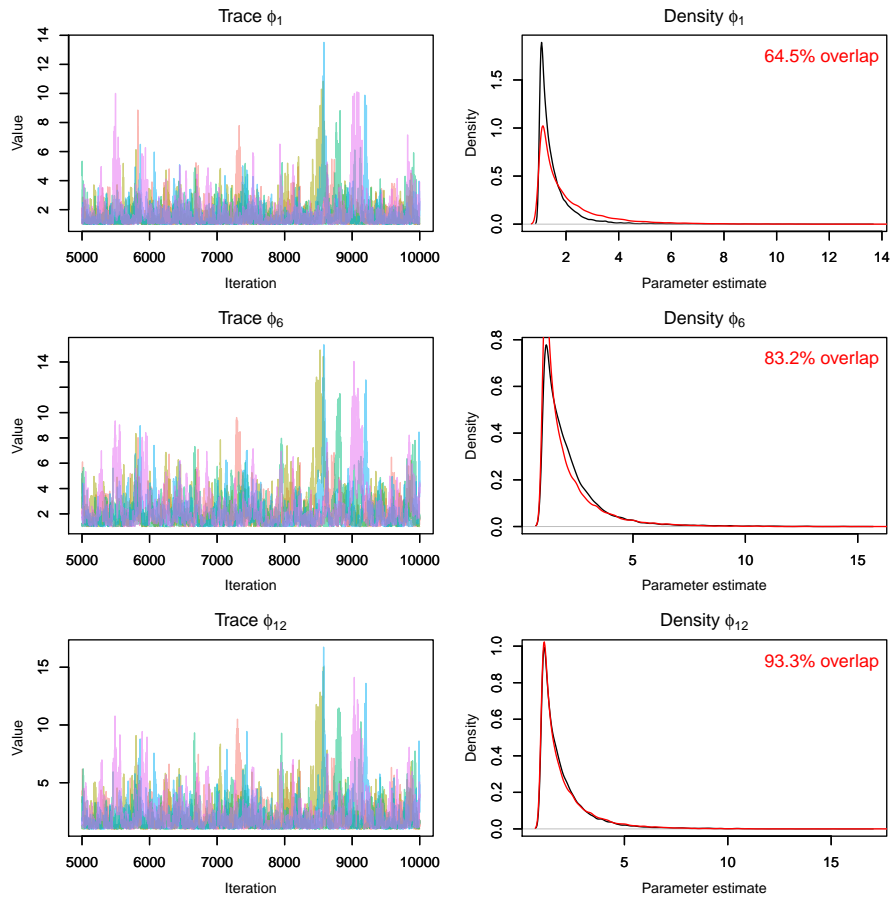 Trace ϕ1
Value
14
12
10
8
6
4
2
5000 6000 7000 8000 9000 10000
Iteration
Density ϕ1
64.5% overlap
Density
1.5
1.0
0.5
0.0
2 4 6 8 10 12 14
Parameter estimate
Trace ϕ6
Value
14
10
8
6
4
2
5000 6000 7000 8000 9000 10000
Iteration
Density ϕ6
83.2% overlap
Density
0.8
0.6
0.4
0.2
0.0
5 10 15
Parameter estimate
Trace ϕ12
Value
15
10
5
5000 6000 7000 8000 9000 10000
Iteration
Density ϕ12
93.3% overlap
Density
1.0
0.8
0.6
0.4
0.2
0.0
5 10 15
Parameter estimate